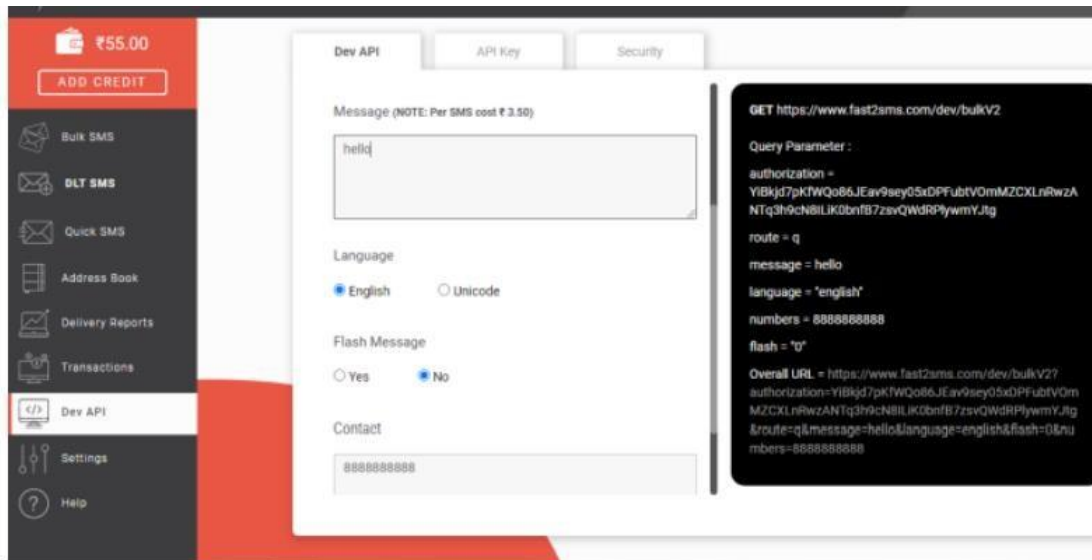 ₹55.00
ADD CREDIT
Bulk SMS
DLT SMS
Quick SMS
Address Book
Delivery Reports
Transactions
Dev API
Settings
Help
Dev API
API Key
Security
Message (NOTE: Per SMS cost ₹ 3.50)
hello
Language
English
Unicode
Flash Message
Yes
No
Contact
8888888888
GET https://www.fast2sms.com/dev/bulkV2
Query Parameter :
authorization =
YiBkjd7pKfWQo86JEav9sey05xDPFubtVOmMZCXLnRwzA
NTq3h9cN8ILiK0bnfB7zsvQWdRPlywmYJtg
route = q
message = hello
language = "english"
numbers = 8888888888
flash = "0"
Overall URL = https://www.fast2sms.com/dev/bulkV2?
authorization=YiBkjd7pKfWQo86JEav9sey05xDPFubtVOm
MZCXLnRwzANTq3h9cN8ILiK0bnfB7zsvQWdRPlywmYJtg
&route=q&message=hello&language=english&flash=0&nu
mbers=8888888888